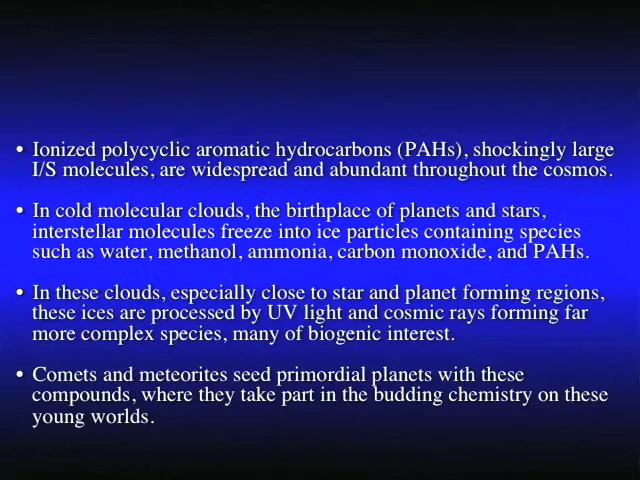 • Ionized polycyclic aromatic hydrocarbons (PAHs), shockingly large
I/S molecules, are widespread and abundant throughout the cosmos.
• In cold molecular clouds, the birthplace of planets and stars,
interstellar molecules freeze into ice particles containing species
such as water, methanol, ammonia, carbon monoxide, and PAHs.
• In these clouds, especially close to star and planet forming regions,
these ices are processed by UV light and cosmic rays forming far
more complex species, many of biogenic interest.
• Comets and meteorites seed primordial planets with these
compounds, where they take part in the budding chemistry on these
young worlds.